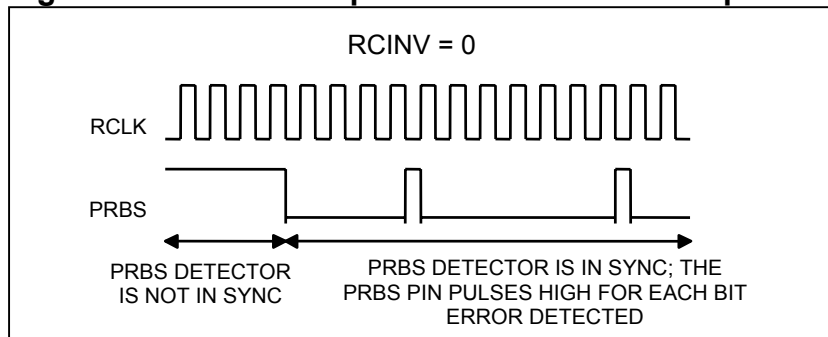 RCINV = 0
RCLK
PRBS
PRBS DETECTOR
IS NOT IN SYNC
PRBS DETECTOR IS IN SYNC; THE
PRBS PIN PULSES HIGH FOR EACH BIT
ERROR DETECTED